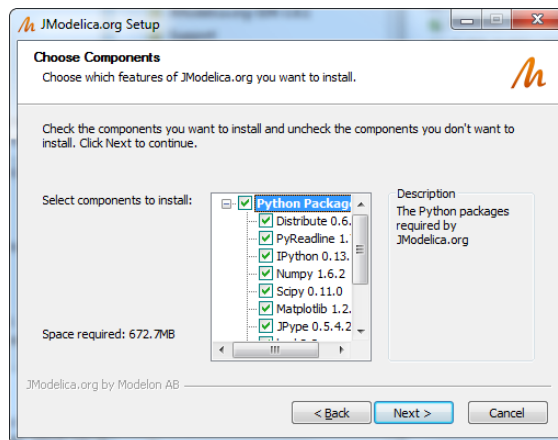 JModelica.org Setup
Choose Components
Choose which features of JModelica.org you want to install.
Check the components you want to install and uncheck the components you don't want to
install. Click Next to continue.
Select components to install:
Python Packag
Distribute 0.6.
PyReadline 1.
IPython 0.13.
Numpy 1.6.2
Scipy 0.11.0
Matplotlib 1.2.
JPype 0.5.4.2
Description
The Python packages
required by
JModelica.org
Space required: 672.7MB
JModelica.org by Modelon AB
< Back
Next >
Cancel